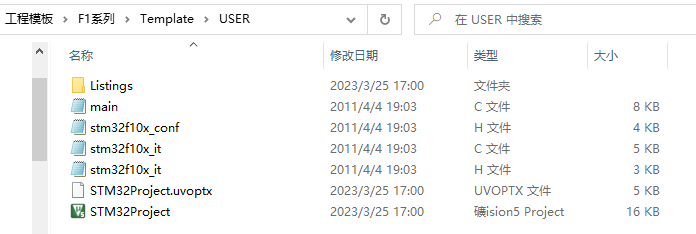 工程模板 > F1系列 > Template > USER
在 USER 中搜索
名称 修改日期 类型 大小
Listings 2023/3/25 17:00 文件夹
main 2011/4/4 19:03 C 文件 8 KB
stm32f10x_conf 2011/4/4 19:03 H 文件 4 KB
stm32f10x_it 2011/4/4 19:03 C 文件 5 KB
stm32f10x_it 2011/4/4 19:03 H 文件 3 KB
STM32Project.uvoptx 2023/3/25 17:00 UVOPTX 文件 5 KB
STM32Project 2023/3/25 17:00 礦ision5 Project 16 KB